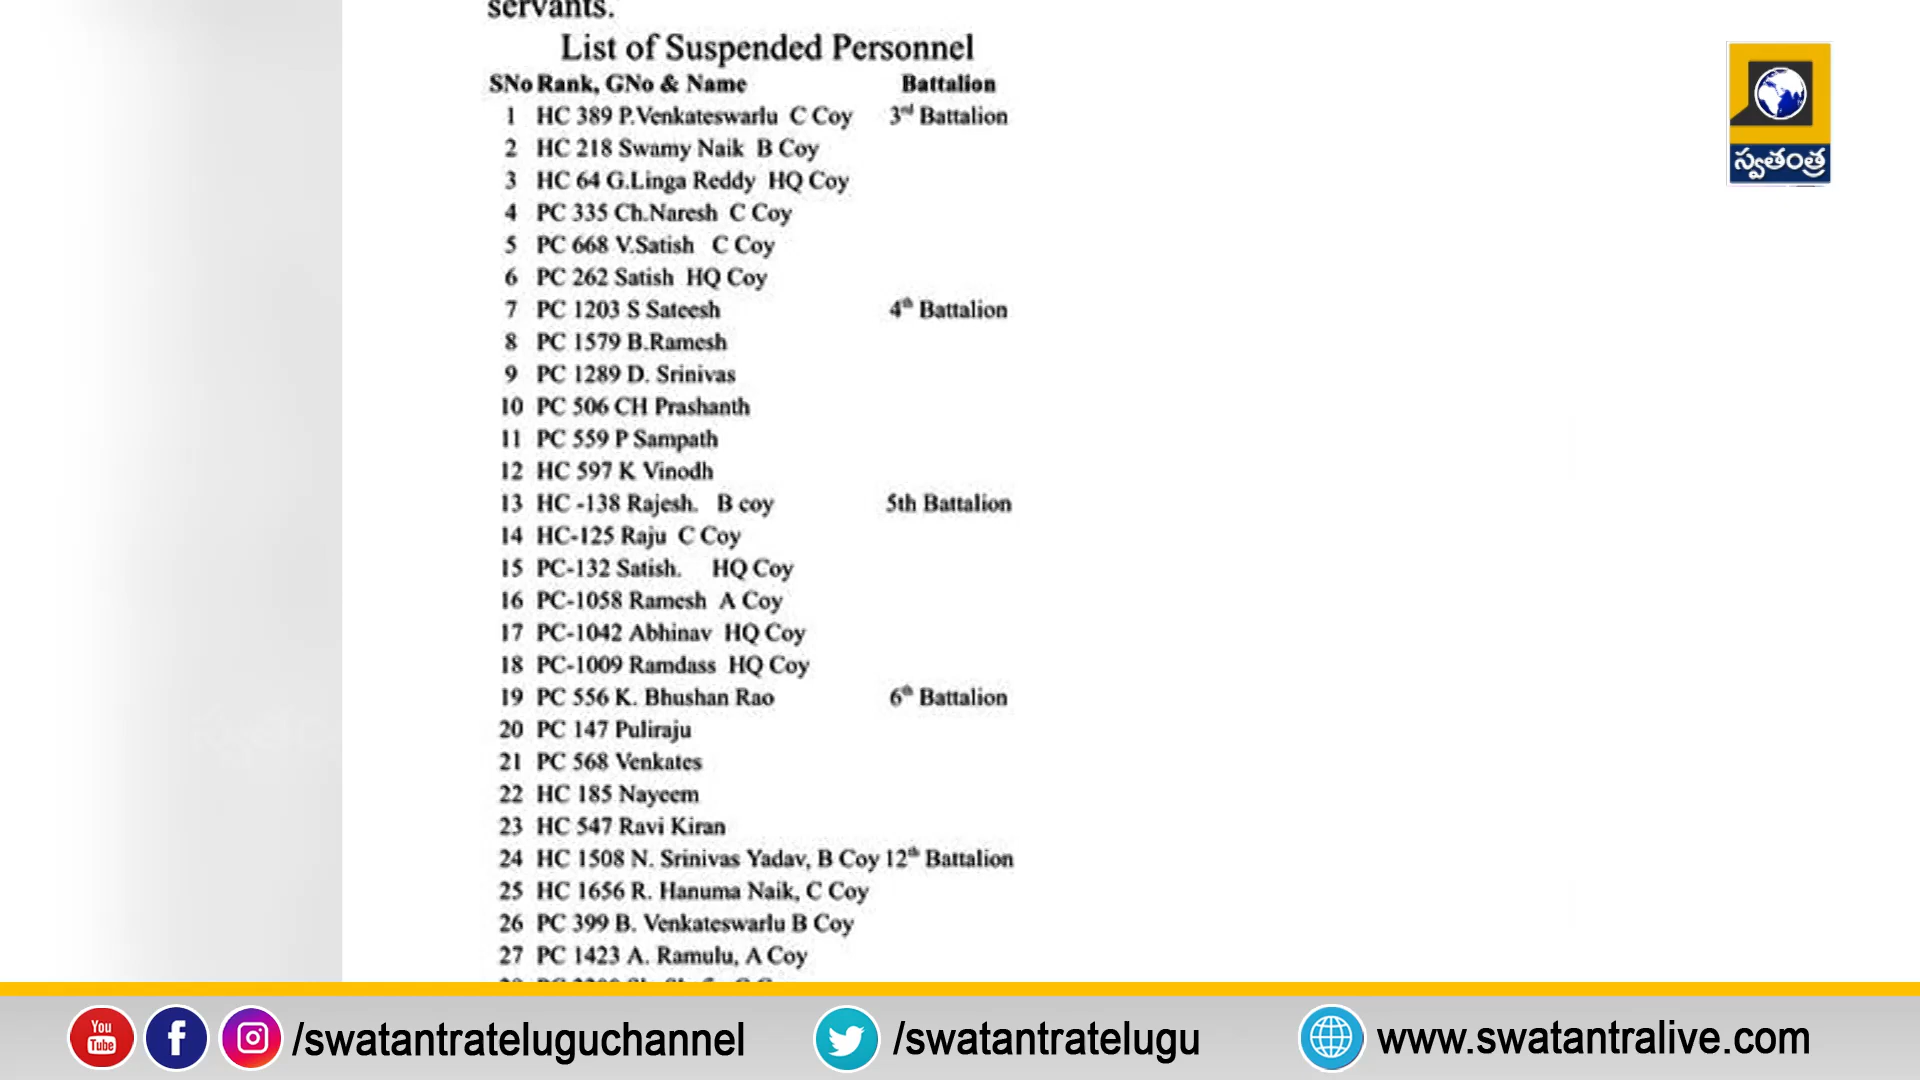 servants.
List of Suspended Personnel
SNo Rank, GNo & Name Battalion
1 HC 389 P.Venkateswarlu C Coy 3rd Battalion
2 HC 218 Swamy Naik B Coy
3 HC 64 G.Linga Reddy HQ Coy
4 PC 335 Ch.Naresh C Coy
5 PC 668 V.Satish C Coy
6 PC 262 Satish HQ Coy
7 PC 1203 S Sateesh 4th Battalion
8 PC 1579 B.Ramesh
9 PC 1289 D. Srinivas
10 PC 506 CH Prashanth
11 PC 559 P Sampath
12 HC 597 K Vinodh
13 HC -138 Rajesh. B coy 5th Battalion
14 HC-125 Raju C Coy
15 PC-132 Satish. HQ Coy
16 PC-1058 Ramesh A Coy
17 PC-1042 Abhinav HQ Coy
18 PC-1009 Ramdass HQ Coy
19 PC 556 K. Bhushan Rao 6th Battalion
20 PC 147 Puliraju
21 PC 568 Venkates
22 HC 185 Nayeem
23 HC 547 Ravi Kiran
24 HC 1508 N. Srinivas Yadav, B Coy 12th Battalion
25 HC 1656 R. Hanuma Naik, C Coy
26 PC 399 B. Venkateswarlu B Coy
27 PC 1423 A. Ramulu, A Coy
స్వతంత్ర
You Tube /swatantrateluguchannel /swatantratelugu www.swatantralive.com